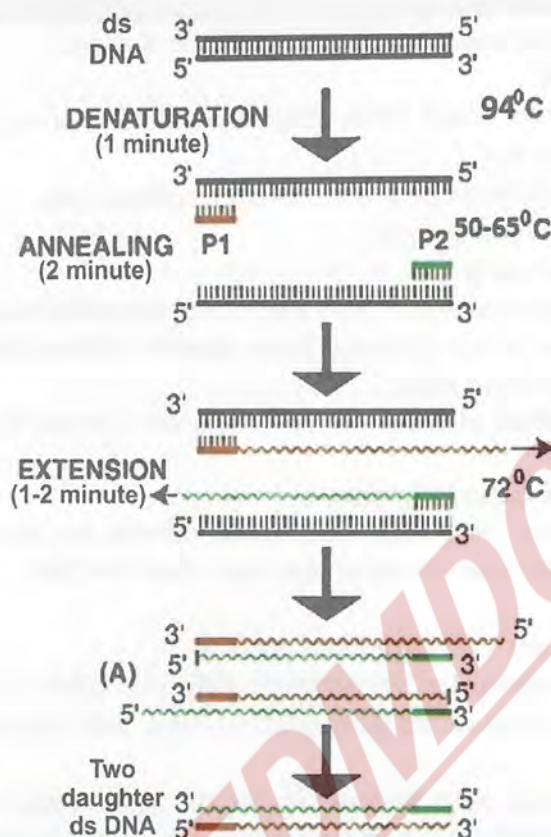 3' 5'
ds
DNA
5' 3'
DENATURATION 94⁰C
(1 minute)
3' 5'
ANNEALING P1 P2 50-65⁰C
(2 minute)
5' 3'
3' 5'
EXTENSION
(1-2 minute) 72⁰C
5' 3'
3' 5'
(A) 5' 3'
3' 5'
5' 3'
Two
daughter 3' 5'
ds DNA 5' 3'